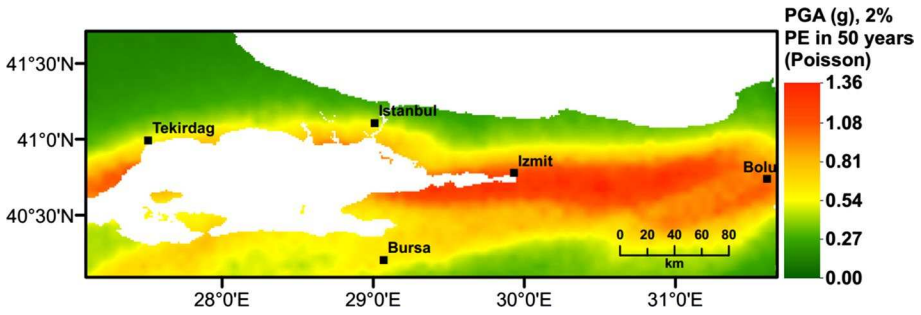 PGA (g), 2%
PE in 50 years
(Poisson)
1.36
1.08
0.81
0.54
0.27
0.00
41°30'N
41°0'N
40°30'N
Istanbul
Tekirdag
Izmit
Bolu
Bursa
0 20 40 60 80
km
28°0'E 29°0'E 30°0'E 31°0'E